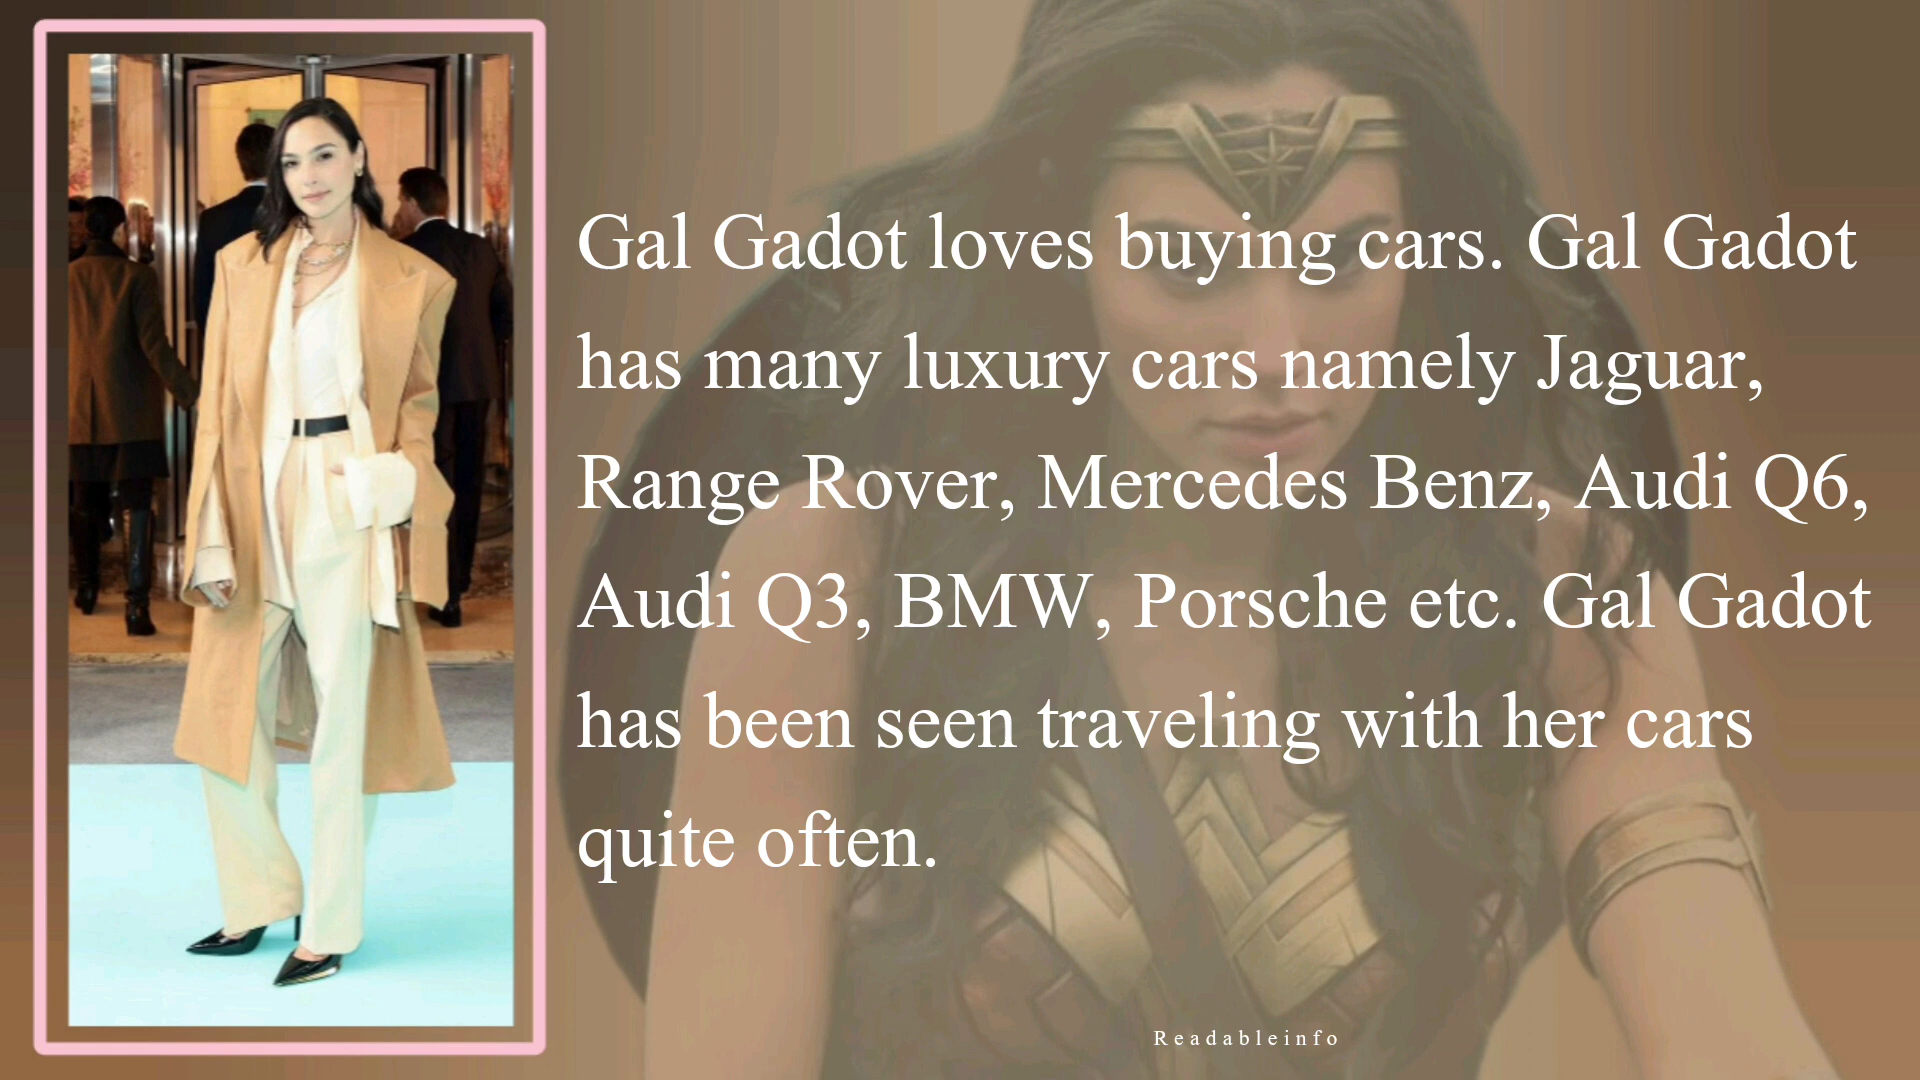 Gal Gadot loves buying cars. Gal Gadot
has many luxury cars namely Jaguar,
Range Rover, Mercedes Benz, Audi Q6,
Audi Q3, BMW, Porsche etc. Gal Gadot
has been seen traveling with her cars
quite often.
Readableinfo